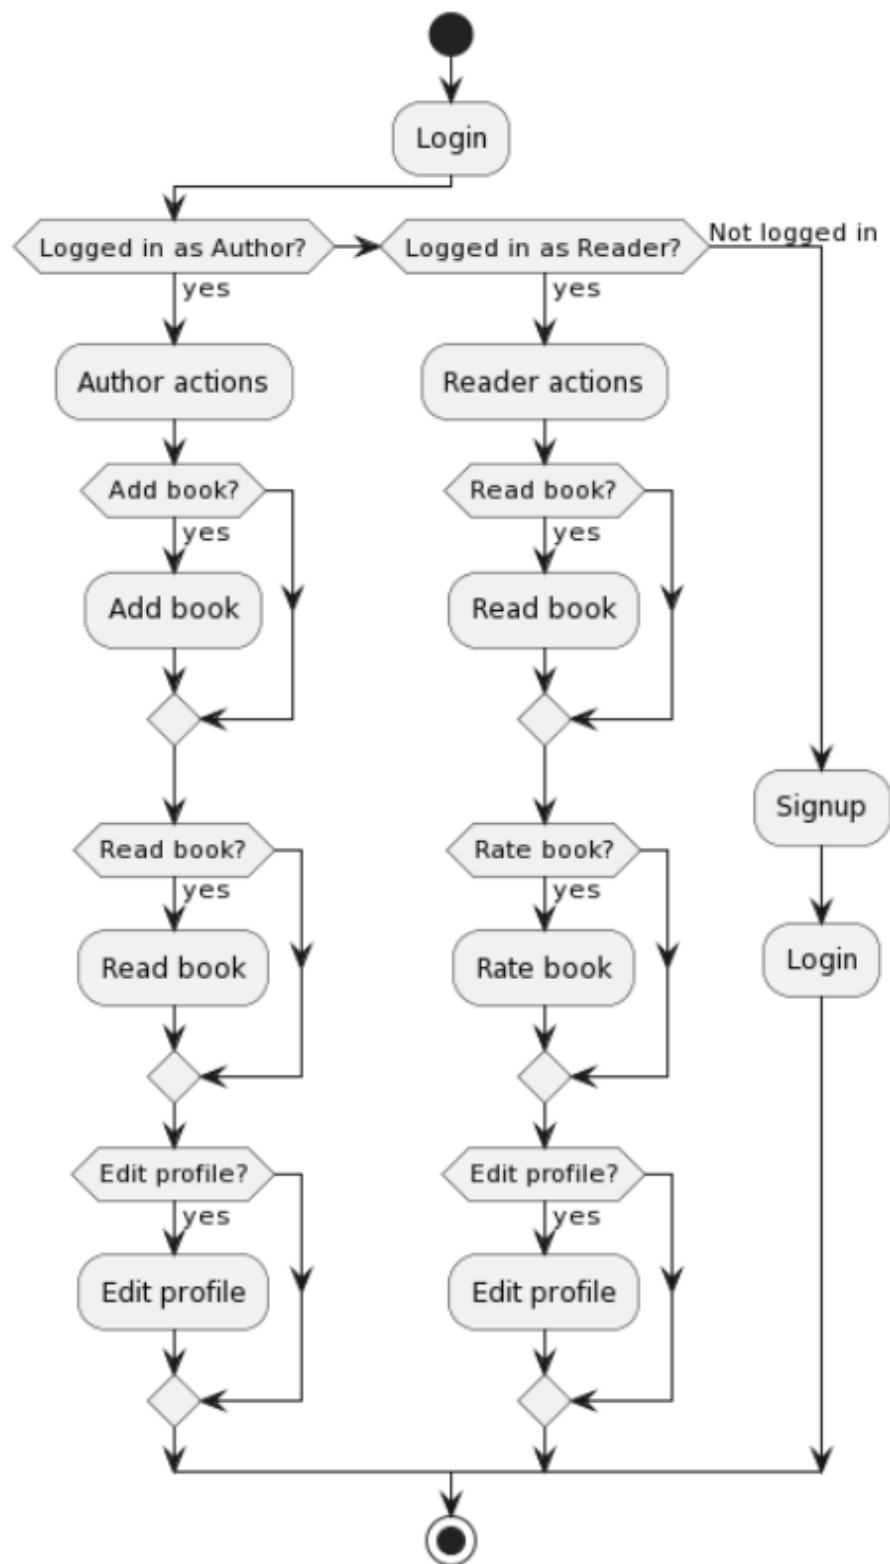 Login
Logged in as Author?
Logged in as Reader?
Not logged in
yes
yes
Author actions
Reader actions
Add book?
Read book?
yes
yes
Add book
Read book
Signup
Read book?
Rate book?
yes
yes
Read book
Rate book
Login
Edit profile?
Edit profile?
yes
yes
Edit profile
Edit profile